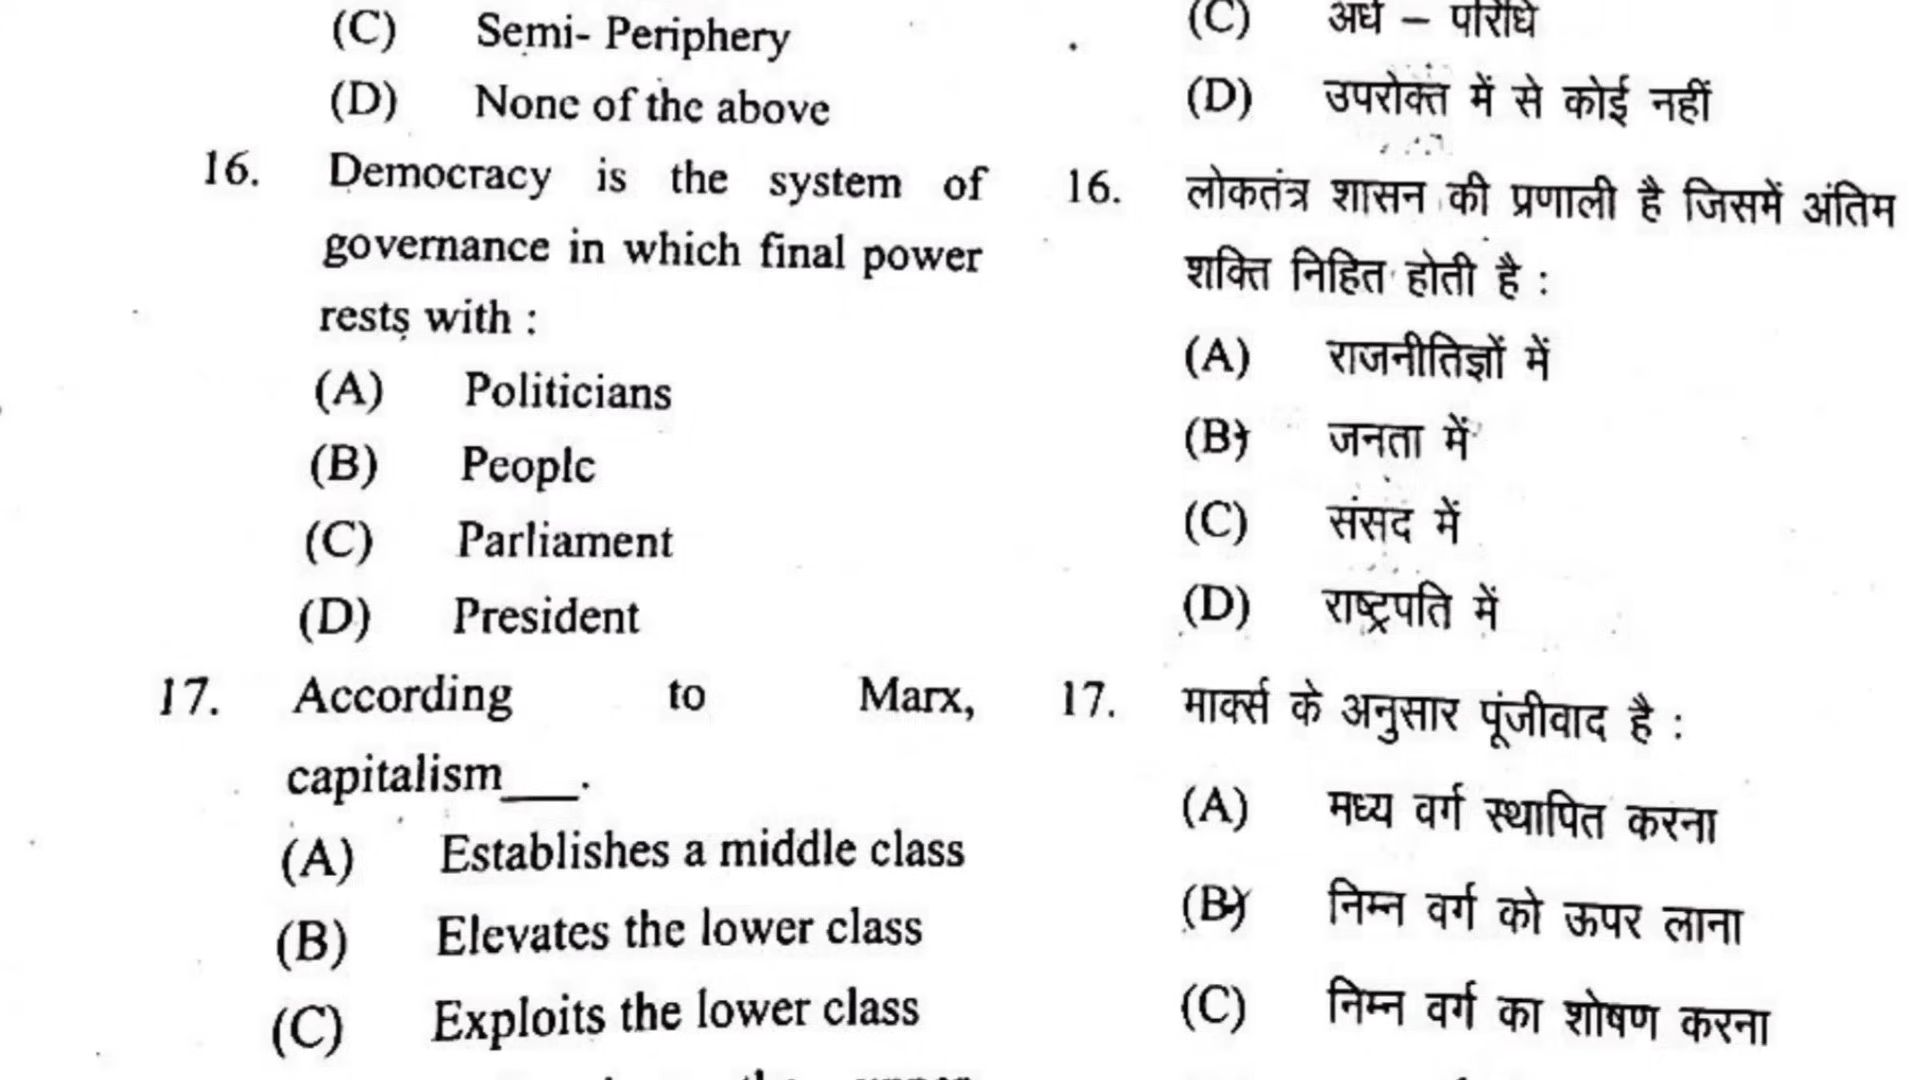 (C) Semi- Periphery
(D) None of the above
16. Democracy is the system of
governance in which final power
rests with :
(A) Politicians
(B) People
(C) Parliament
(D) President
17. According to Marx,
capitalism___.
(A) Establishes a middle class
(B) Elevates the lower class
(C) Exploits the lower class
(C) अर्ध – परिधि
(D) उपरोक्त में से कोई नहीं
16. लोकतंत्र शासन की प्रणाली है जिसमें अंतिम
शक्ति निहित होती है :
(A) राजनीतिज्ञों में
(B) जनता में
(C) संसद में
(D) राष्ट्रपति में
17. मार्क्स के अनुसार पूंजीवाद है :
(A) मध्य वर्ग स्थापित करना
(B) निम्न वर्ग को ऊपर लाना
(C) निम्न वर्ग का शोषण करना